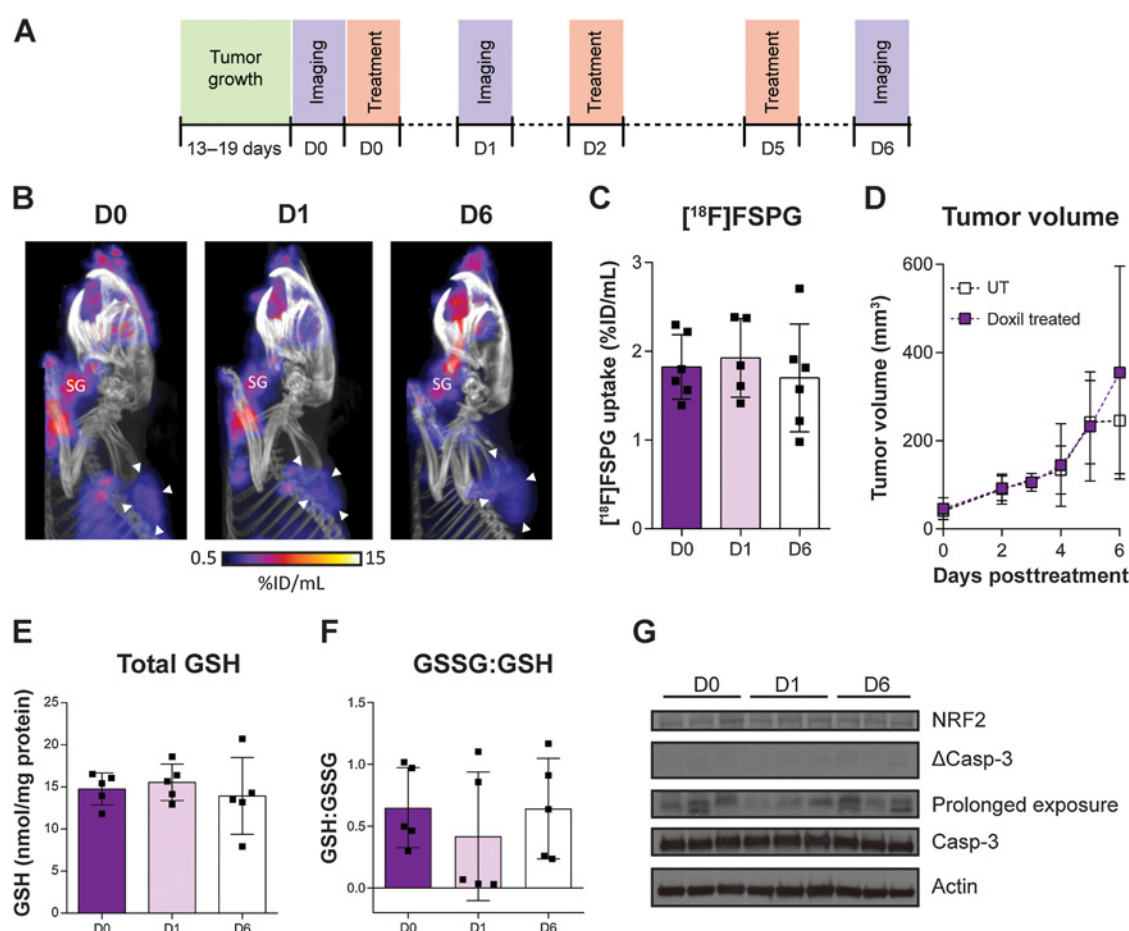 A
Tumor
growth
Imaging
Treatment
Imaging
Treatment
Treatment
Imaging
13–19 days
D0
D0
D1
D2
D5
D6
B
D0
D1
D6
SG
SG
SG
0.5
15
%ID/mL
C
[¹⁸F]FSPG
[¹⁸F]FSPG uptake (%ID/mL)
3
2
1
0
D0
D1
D6
D
Tumor volume
Tumor volume (mm³)
600
400
200
0
UT
Doxil treated
0
2
4
6
Days posttreatment
E
Total GSH
GSH (nmol/mg protein)
25
20
15
10
5
0
D0
D1
D6
F
GSSG:GSH
GSH:GSSG
1.5
1.0
0.5
0.0
D0
D1
D6
G
D0
D1
D6
NRF2
ΔCasp-3
Prolonged exposure
Casp-3
Actin